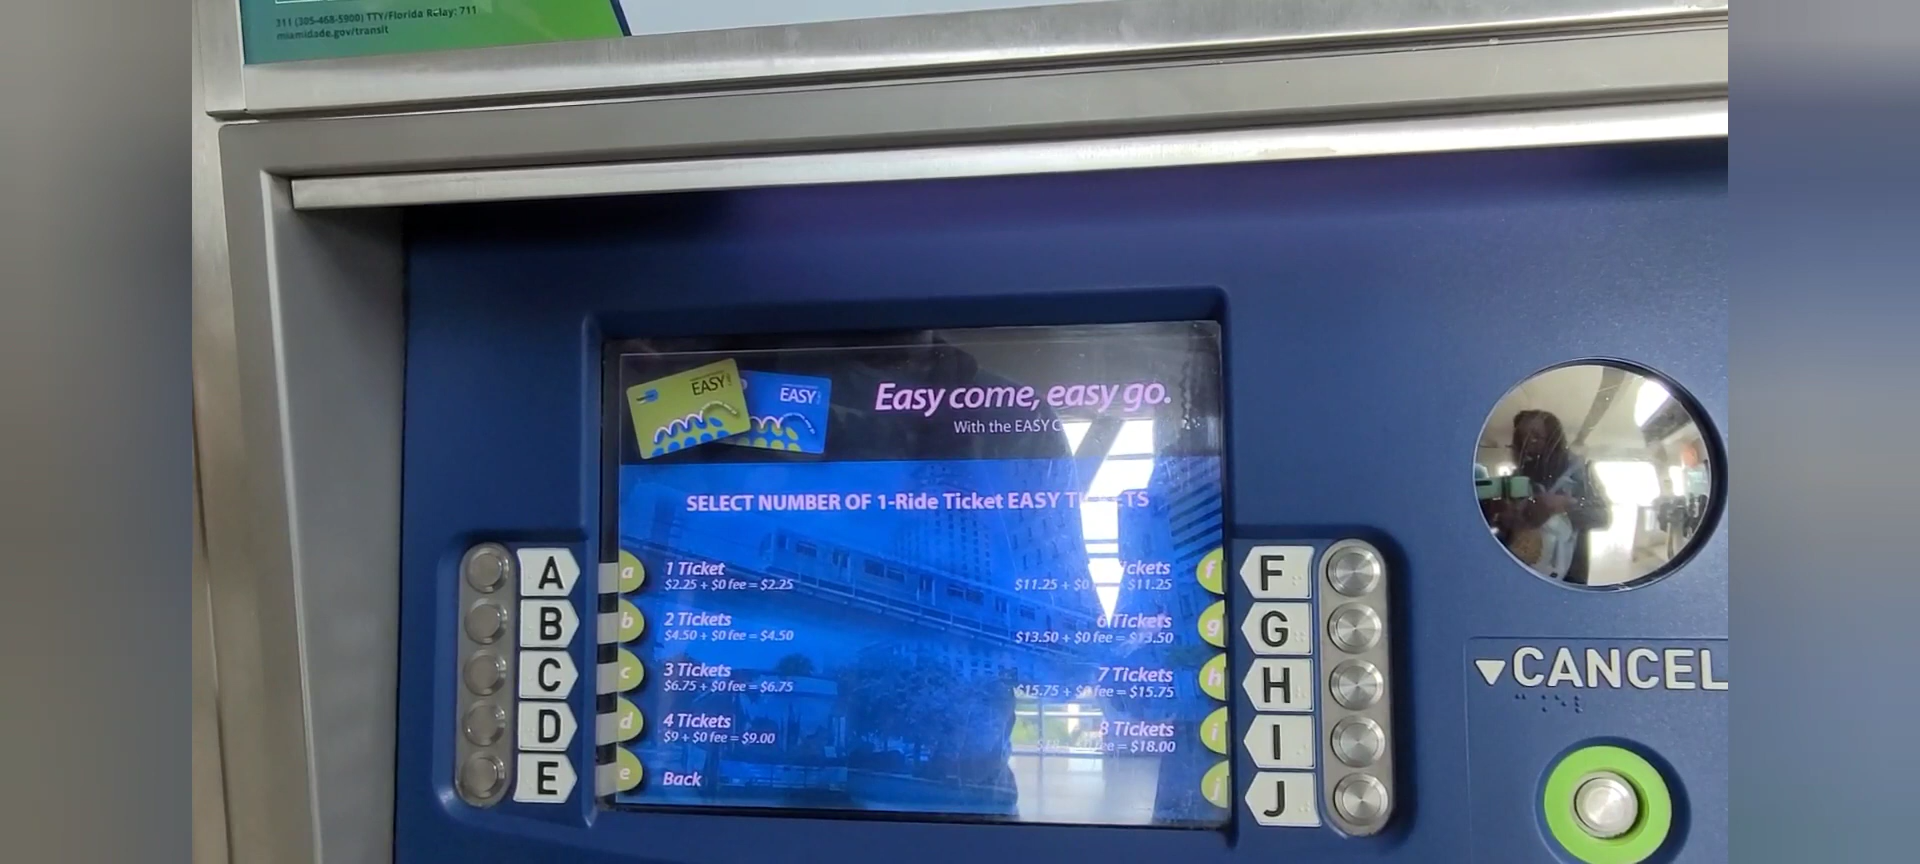 311 (305-468-5900) TTY/Florida Relay: 711
miamidade.gov/transit
EASY
EASY
Easy come, easy go.
With the EASY
SELECT NUMBER OF 1-Ride Ticket EASY
a 1 Ticket
$2.25 + $0 fee = $2.25
b 2 Tickets
$4.50 + $0 fee = $4.50
c 3 Tickets
$6.75 + $0 fee = $6.75
d 4 Tickets
$9 + $0 fee = $9.00
e Back
f
$11.25 + $0 $11.25
6 Tickets g
$13.50 + $0 fee = $13.50
7 Tickets h
$15.75 + $0 fee = $15.75
8 Tickets i
fee = $18.00
j
A
B
C
D
E
F
G
H
I
J
CANCEL